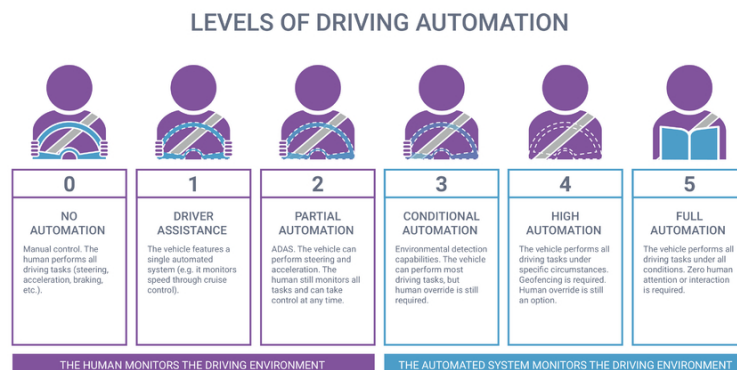 LEVELS OF DRIVING AUTOMATION
0
NO
AUTOMATION
Manual control. The
human performs all
driving tasks (steering,
acceleration, braking,
etc.).
1
DRIVER
ASSISTANCE
The vehicle features a
single automated
system (e.g. it monitors
speed through cruise
control).
2
PARTIAL
AUTOMATION
ADAS. The vehicle can
perform steering and
acceleration. The
human still monitors all
tasks and can take
control at any time.
3
CONDITIONAL
AUTOMATION
Environmental detection
capabilities. The vehicle
can perform most
driving tasks, but
human override is still
required.
4
HIGH
AUTOMATION
The vehicle performs all
driving tasks under
specific circumstances.
Geofencing is required.
Human override is still
an option.
5
FULL
AUTOMATION
The vehicle performs all
driving tasks under all
conditions. Zero human
attention or interaction
is required.
THE HUMAN MONITORS THE DRIVING ENVIRONMENT
THE AUTOMATED SYSTEM MONITORS THE DRIVING ENVIRONMENT